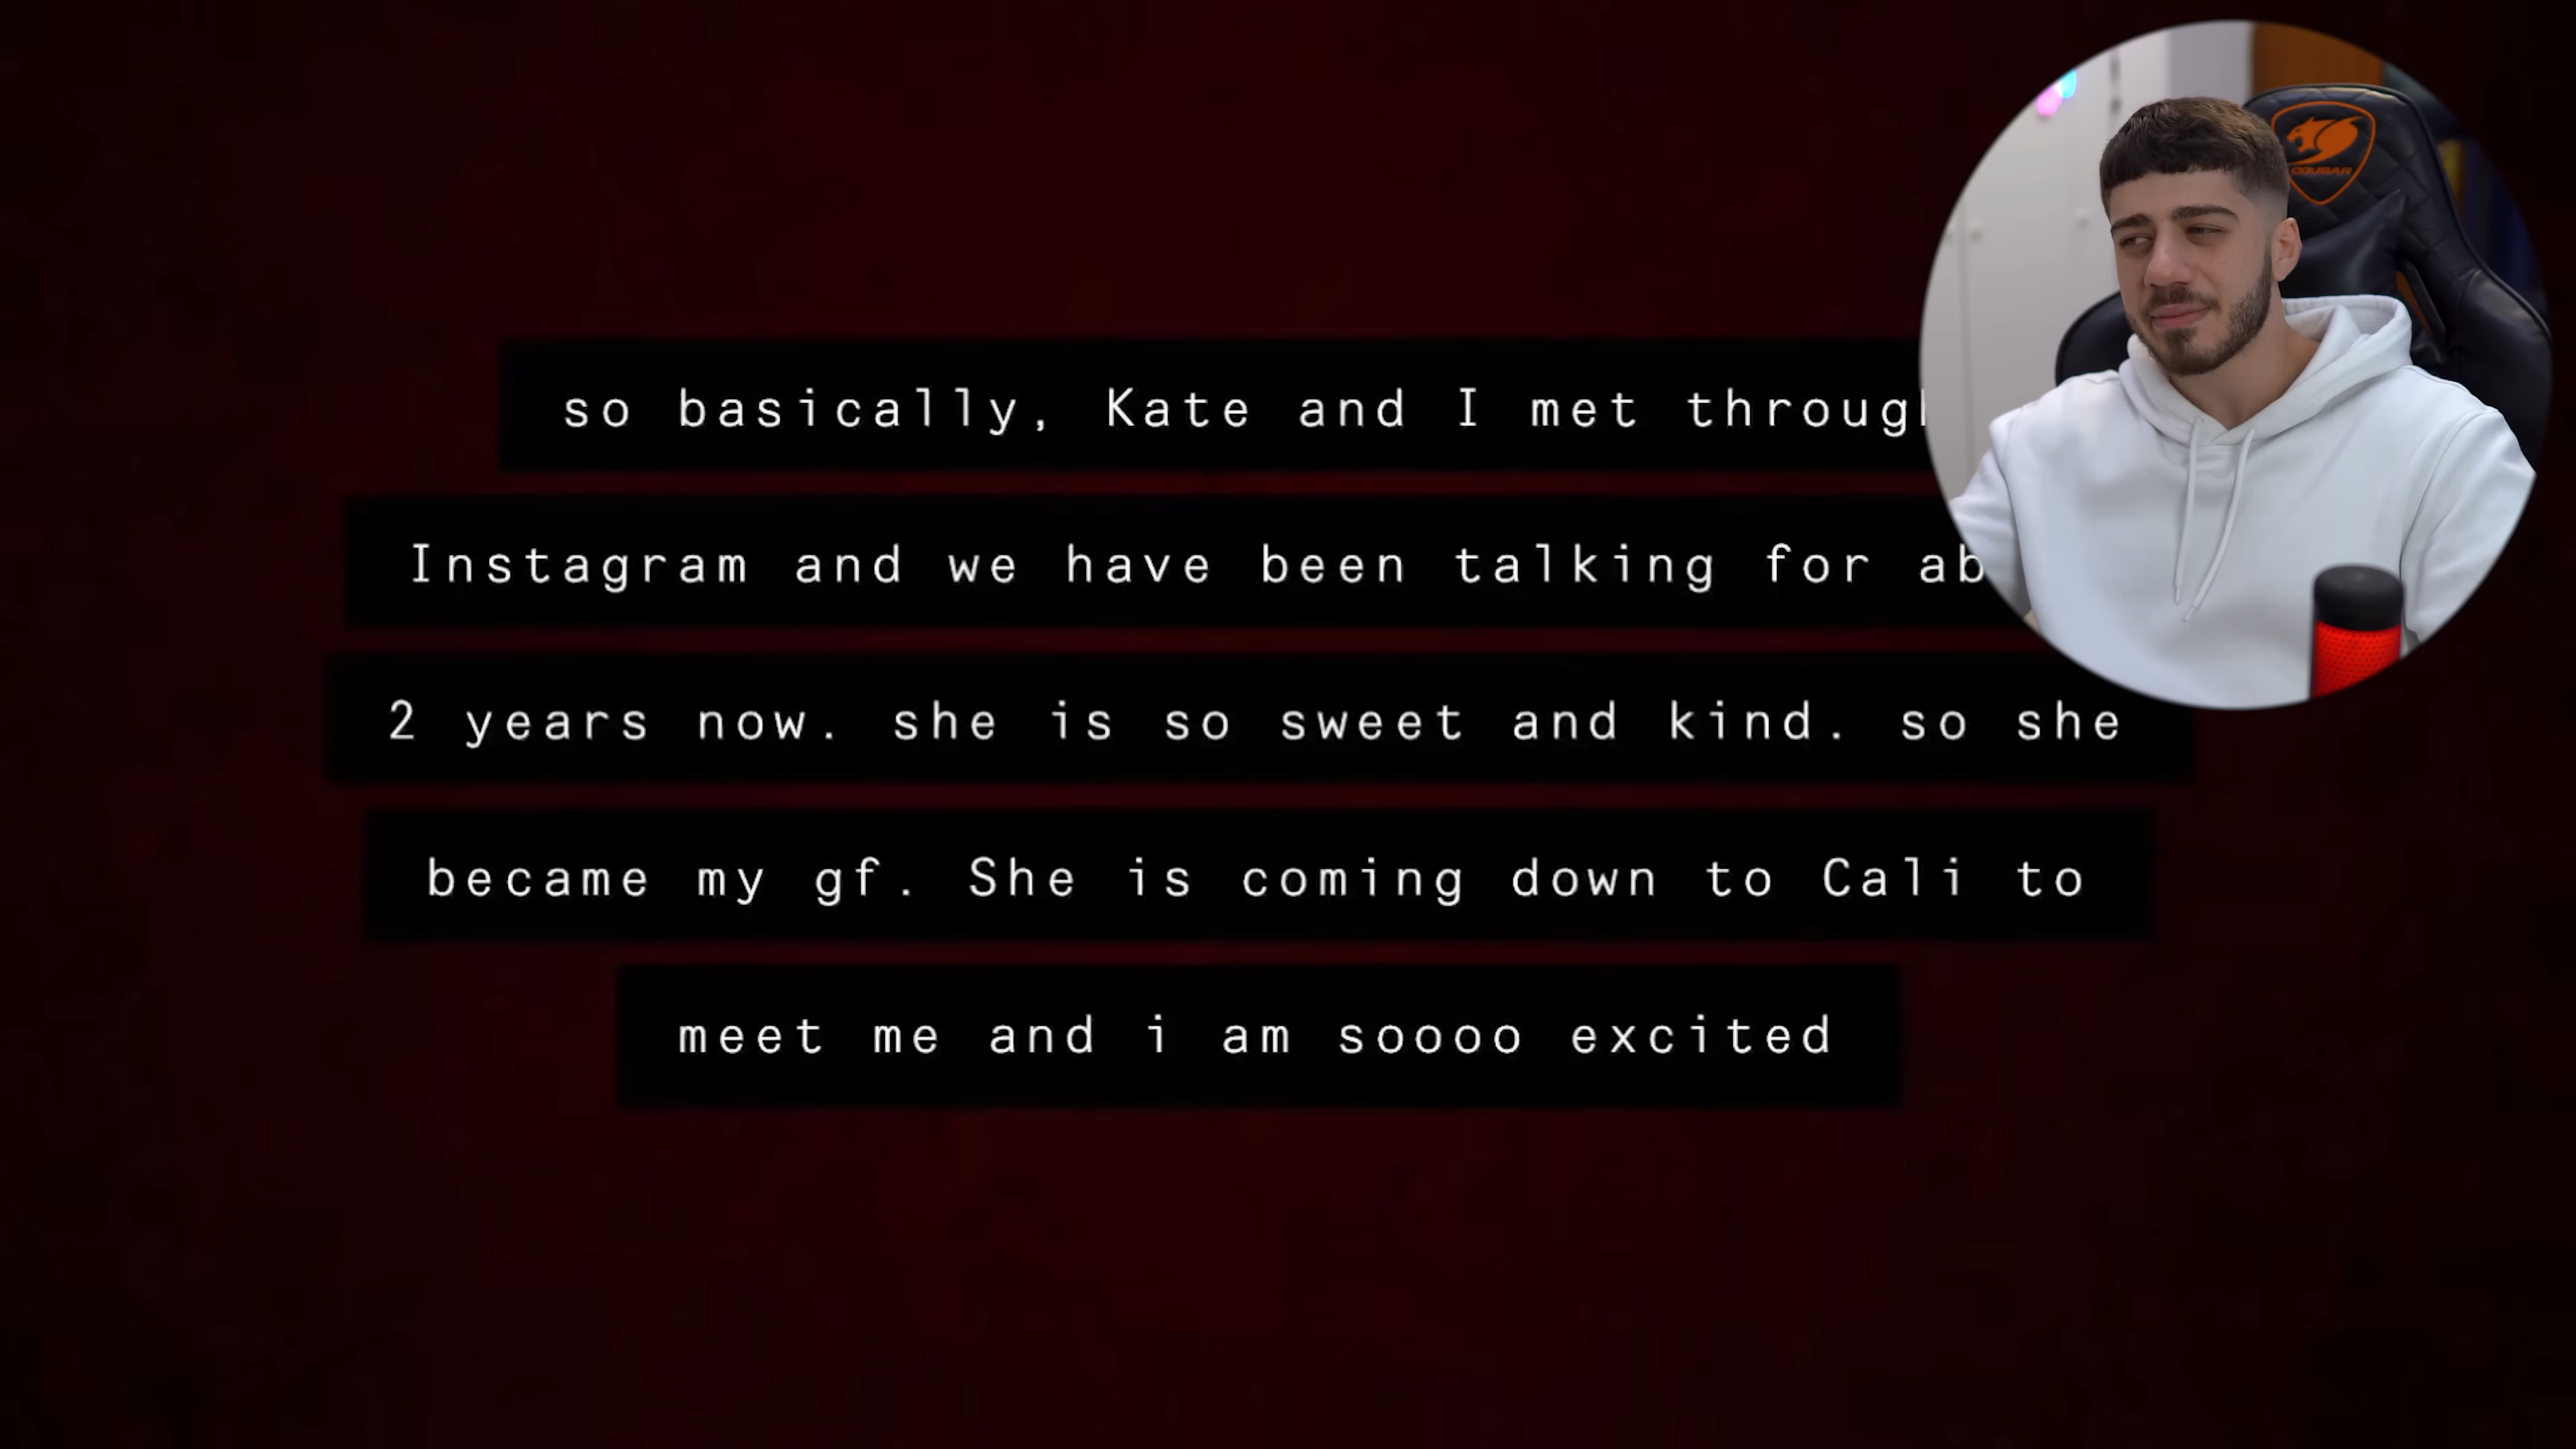 so basically, Kate and I met
Instagram and we have been talking for
2 years now. she is so sweet and kind. so she
became my gf. She is coming down to Cali to
meet me and i am soooo excited
COUGAR